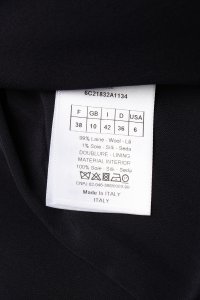 6C21832A1134
F GB I D USA
38 10 42 36 6
99% Laine - Wool - Lã
1% Soie - Silk - Seda
DOUBLURE - LINING
MATERIAL INTERIOR
100% Soie - Silk - Seda
Made in ITALY
ITALY